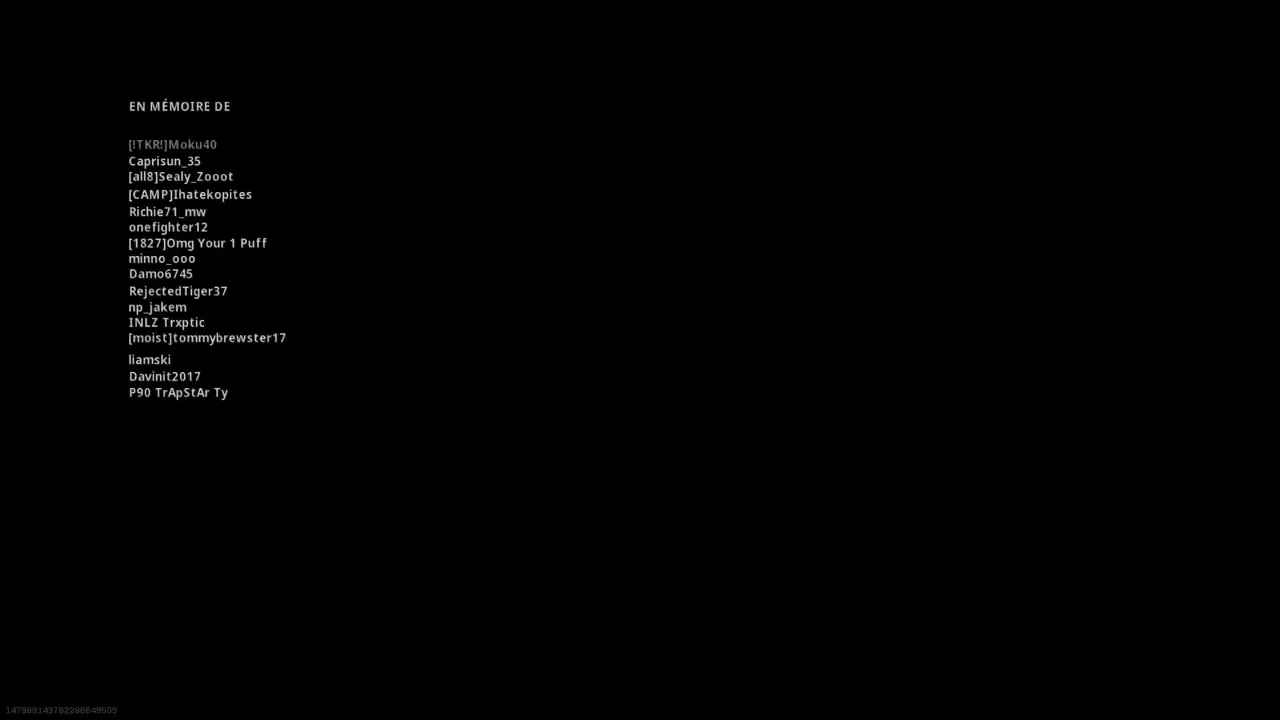 EN MÉMOIRE DE
[!TKR!]Moku40
Caprisun_35
[all8]Sealy_Zooot
[CAMP]Ihatekopites
Richie71_mw
onefighter12
[1827]Omg Your 1 Puff
minno_ooo
Damo6745
RejectedTiger37
np_jakem
INLZ Trxptic
[moist]tommybrewster17
liamski
Davinit2017
P90 TrApStAr Ty